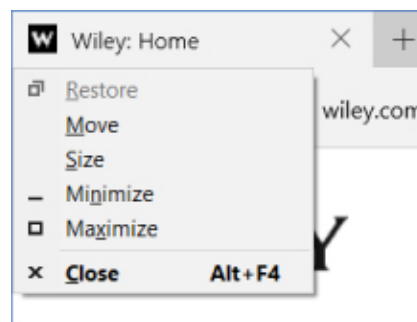 W Wiley: Home
Restore
wiley.com
Move
Size
Minimize
Y
Maximize
Close Alt+F4